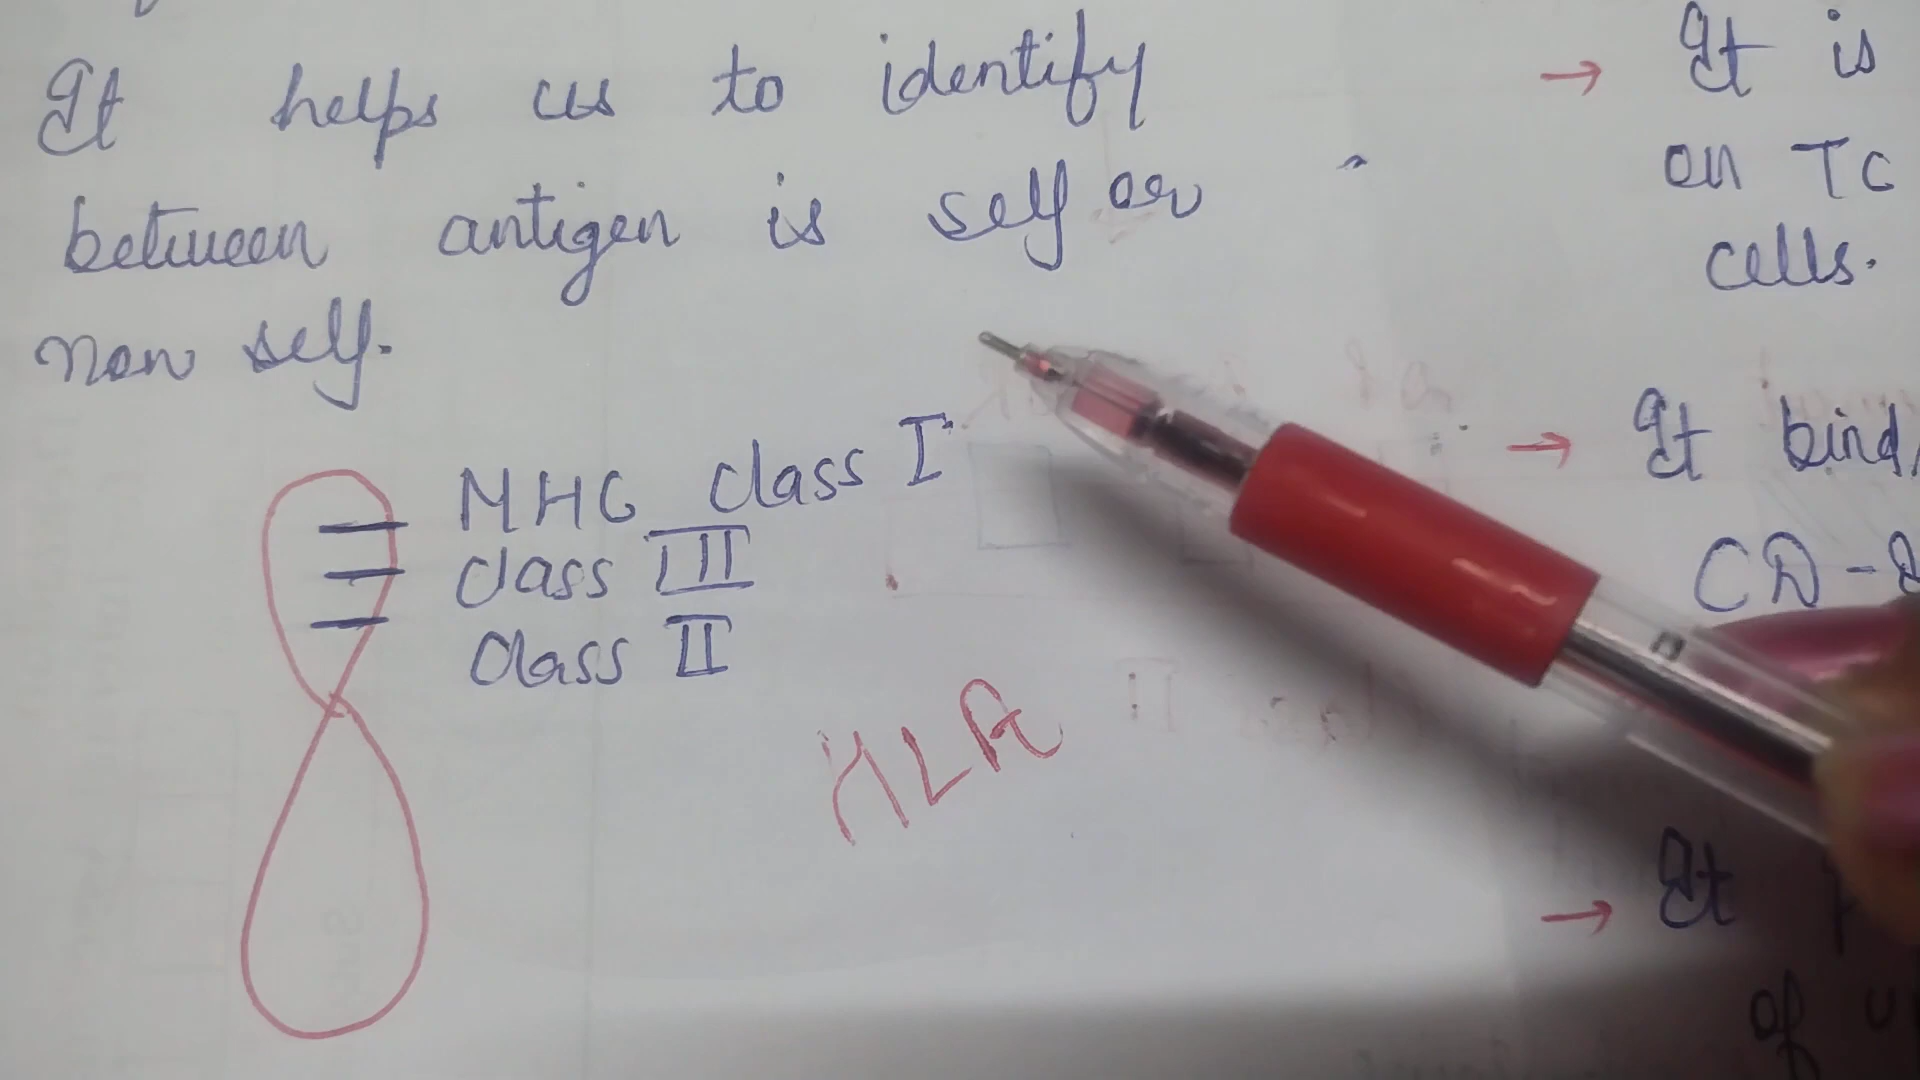 It helps us to identify
between antigen is self or
non self.
MHC class I
class III
class II
HLA
→ It is
on TC
cells.
→ It bind
CD-8
→ It
of